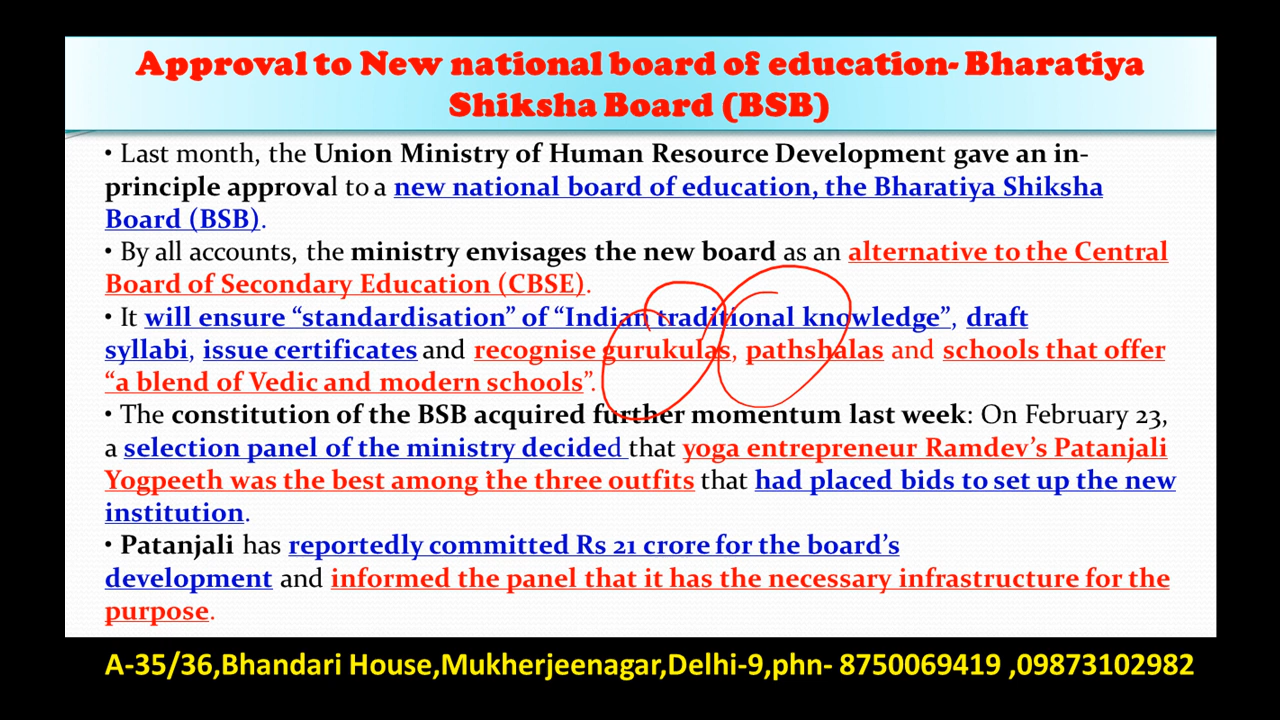 Approval to New national board of education- Bharatiya
Shiksha Board (BSB)
• Last month, the Union Ministry of Human Resource Development gave an in-
principle approval to a new national board of education, the Bharatiya Shiksha
Board (BSB).
• By all accounts, the ministry envisages the new board as an alternative to the Central
Board of Secondary Education (CBSE).
• It will ensure “standardisation” of “Indian traditional knowledge”, draft
syllabi, issue certificates and recognise gurukulas, pathshalas and schools that offer
“a blend of Vedic and modern schools”.
• The constitution of the BSB acquired further momentum last week: On February 23,
a selection panel of the ministry decided that yoga entrepreneur Ramdev’s Patanjali
Yogpeeth was the best among the three outfits that had placed bids to set up the new
institution.
• Patanjali has reportedly committed Rs 21 crore for the board’s
development and informed the panel that it has the necessary infrastructure for the
purpose.
A-35/36,Bhandari House,Mukherjeenagar,Delhi-9,phn- 8750069419 ,09873102982